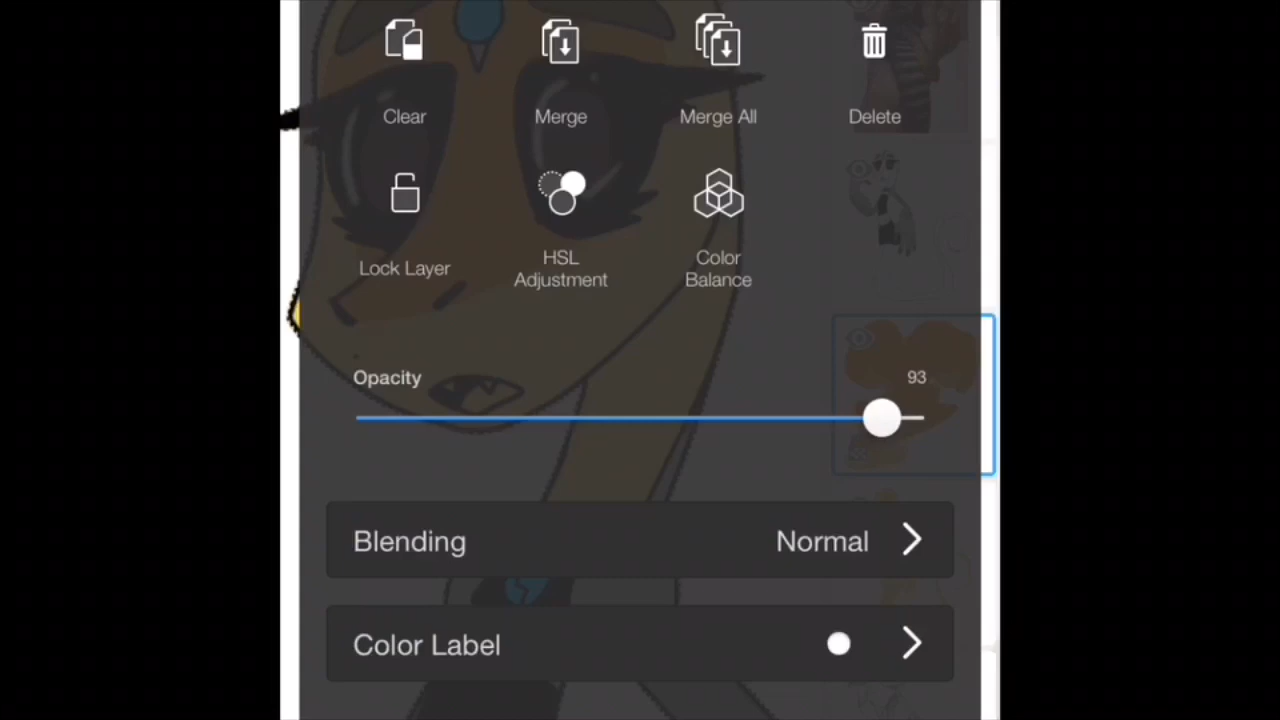 Clear
Merge
Merge All
Delete
Lock Layer
HSL
Adjustment
Color
Balance
Opacity
93
Blending
Normal
Color Label